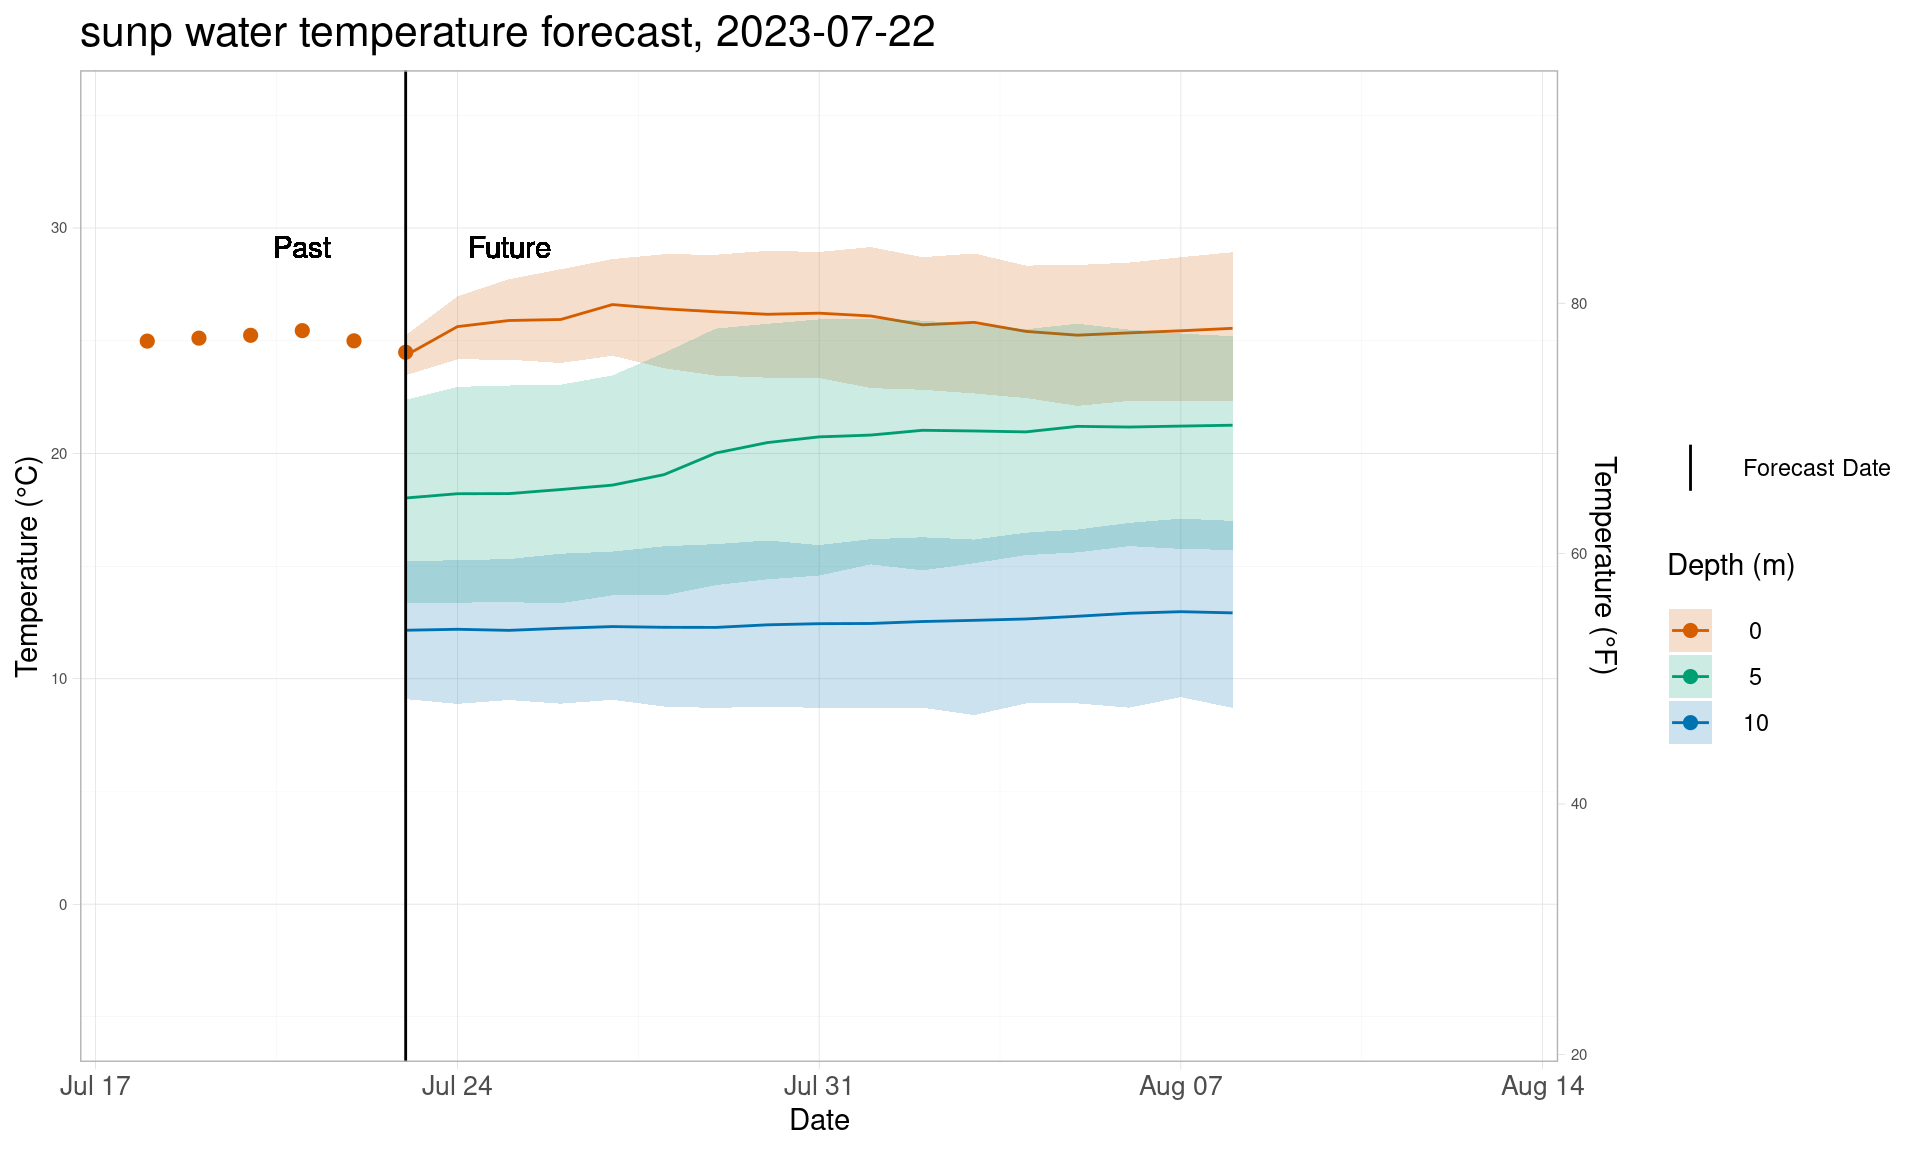 sunp water temperature forecast, 2023-07-22
Past
Future
30
20
10
0
Temperature (°C)
80
60
40
20
Temperature (°F)
Jul 17
Jul 24
Jul 31
Aug 07
Aug 14
Date
Forecast Date
Depth (m)
0
5
10